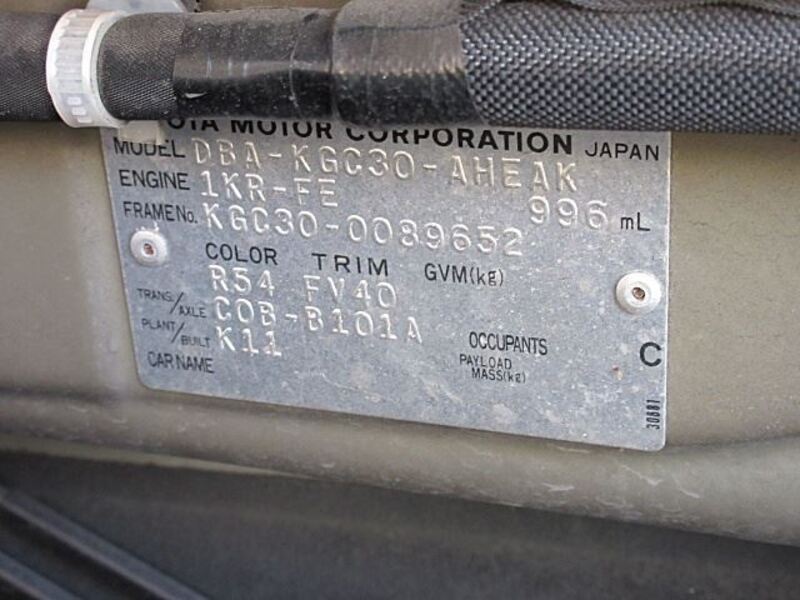 OTA MOTOR CORPORATION JAPAN
MODEL DBA-KGC30-AHEAK
ENGINE 1KR-FE 996 mL
FRAME No. KGC30-0089652
COLOR TRIM GVM(kg)
R54 FV40
TRANS./AXLE C0B-B101A
PLANT/BUILT K11
OCCUPANTS
C
CAR NAME
PAYLOAD
MASS(kg)
30881